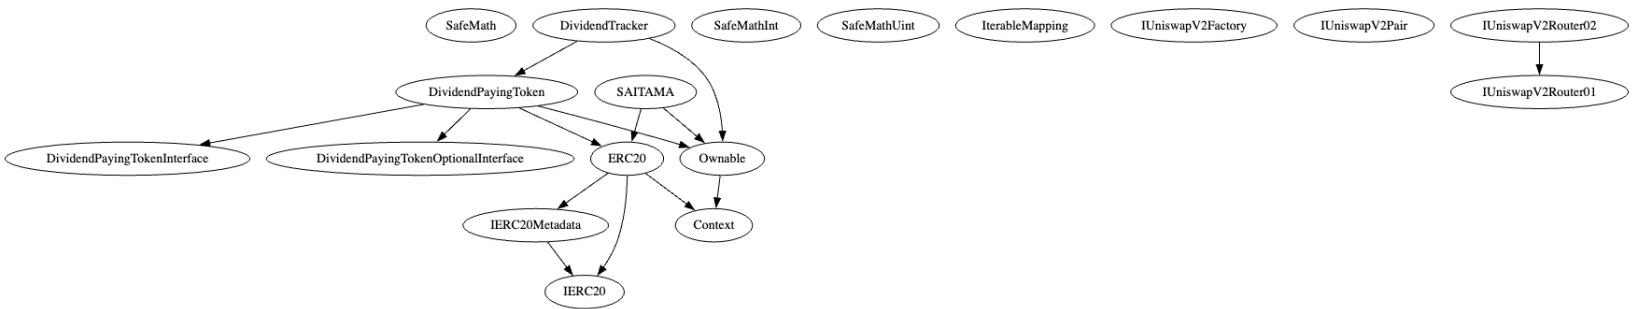 SafeMath
DividendTracker
SafeMathInt
SafeMathUint
IterableMapping
IUniswapV2Factory
IUniswapV2Pair
IUniswapV2Router02
DividendPayingToken
SAITAMA
IUniswapV2Router01
DividendPayingTokenInterface
DividendPayingTokenOptionalInterface
ERC20
Ownable
IERC20Metadata
Context
IERC20